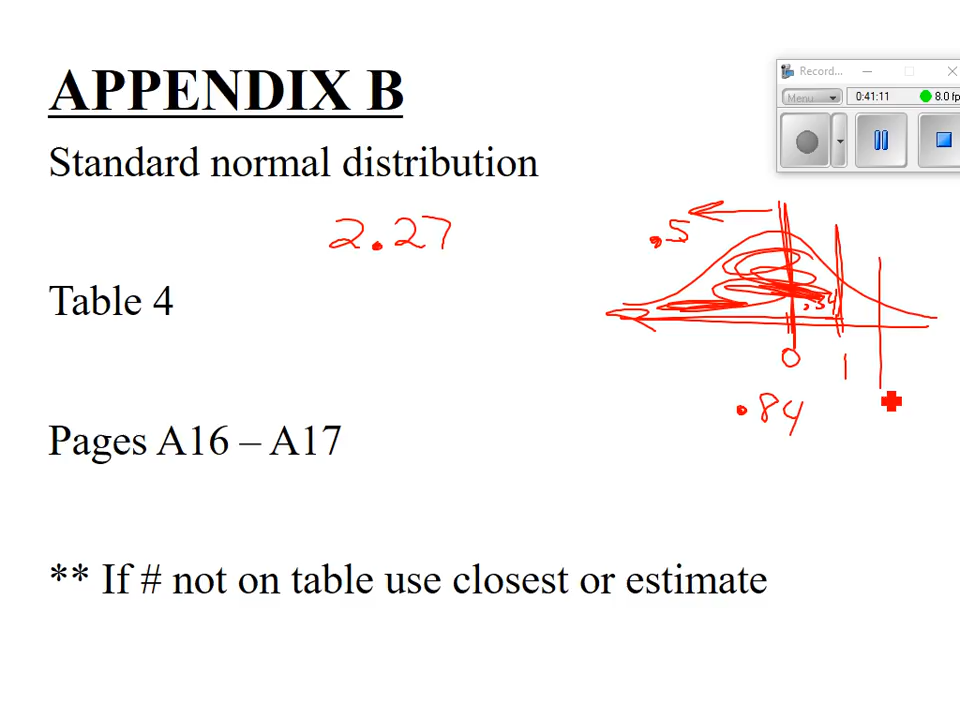 APPENDIX B
Record...
Menu
0:41:11
8.0 fp
Standard normal distribution
2.27
.5
Table 4
.34
0
1
.84
Pages A16 – A17
** If # not on table use closest or estimate